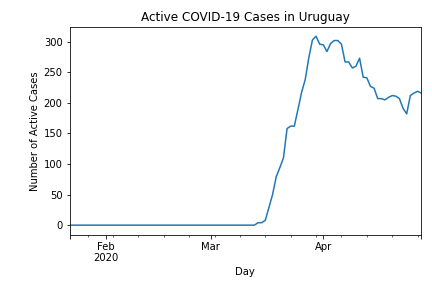 Active COVID-19 Cases in Uruguay
300
250
200
150
100
50
0
Number of Active Cases
Feb
2020
Mar
Apr
Day